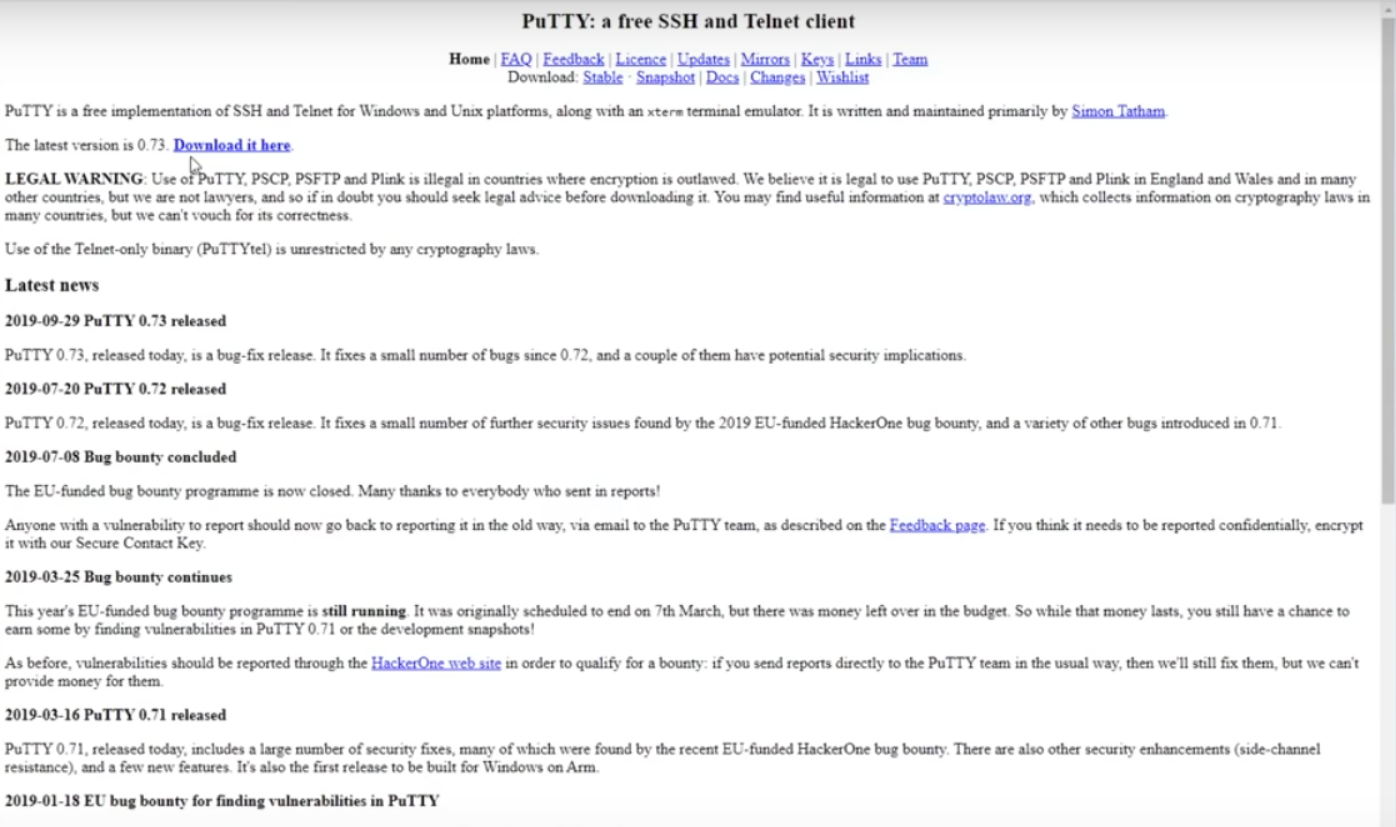 PuTTY: a free SSH and Telnet client
Home | FAQ | Feedback | Licence | Updates | Mirrors | Keys | Links | Team
Download: Stable · Snapshot | Docs | Changes | Wishlist
PuTTY is a free implementation of SSH and Telnet for Windows and Unix platforms, along with an xterm terminal emulator. It is written and maintained primarily by Simon Tatham.
The latest version is 0.73. Download it here.
LEGAL WARNING: Use of PuTTY, PSCP, PSFTP and Plink is illegal in countries where encryption is outlawed. We believe it is legal to use PuTTY, PSCP, PSFTP and Plink in England and Wales and in many
other countries, but we are not lawyers, and so if in doubt you should seek legal advice before downloading it. You may find useful information at cryptolaw.org, which collects information on cryptography laws in
many countries, but we can't vouch for its correctness.
Use of the Telnet-only binary (PuTTYtel) is unrestricted by any cryptography laws.
Latest news
2019-09-29 PuTTY 0.73 released
PuTTY 0.73, released today, is a bug-fix release. It fixes a small number of bugs since 0.72, and a couple of them have potential security implications.
2019-07-20 PuTTY 0.72 released
PuTTY 0.72, released today, is a bug-fix release. It fixes a small number of further security issues found by the 2019 EU-funded HackerOne bug bounty, and a variety of other bugs introduced in 0.71.
2019-07-08 Bug bounty concluded
The EU-funded bug bounty programme is now closed. Many thanks to everybody who sent in reports!
Anyone with a vulnerability to report should now go back to reporting it in the old way, via email to the PuTTY team, as described on the Feedback page. If you think it needs to be reported confidentially, encrypt
it with our Secure Contact Key.
2019-03-25 Bug bounty continues
This year's EU-funded bug bounty programme is still running. It was originally scheduled to end on 7th March, but there was money left over in the budget. So while that money lasts, you still have a chance to
earn some by finding vulnerabilities in PuTTY 0.71 or the development snapshots!
As before, vulnerabilities should be reported through the HackerOne web site in order to qualify for a bounty: if you send reports directly to the PuTTY team in the usual way, then we'll still fix them, but we can't
provide money for them.
2019-03-16 PuTTY 0.71 released
PuTTY 0.71, released today, includes a large number of security fixes, many of which were found by the recent EU-funded HackerOne bug bounty. There are also other security enhancements (side-channel
resistance), and a few new features. It's also the first release to be built for Windows on Arm.
2019-01-18 EU bug bounty for finding vulnerabilities in PuTTY